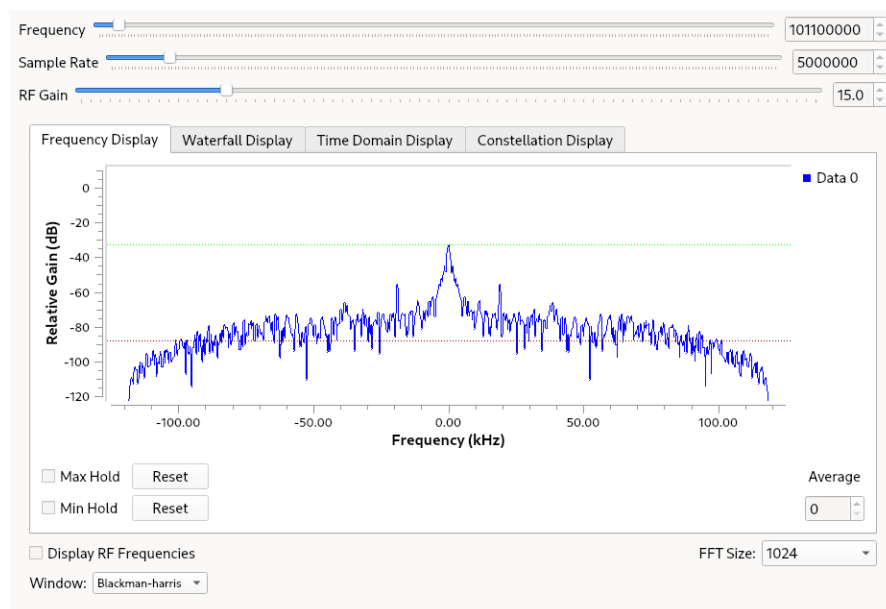 Frequency 101100000
Sample Rate 5000000
RF Gain 15.0
Frequency Display Waterfall Display Time Domain Display Constellation Display
Data 0
0
-20
-40
-60
-80
-100
-120
Relative Gain (dB)
-100.00 -50.00 0.00 50.00 100.00
Frequency (kHz)
Max Hold Reset Average
Min Hold Reset 0
Display RF Frequencies FFT Size: 1024
Window: Blackman-harris